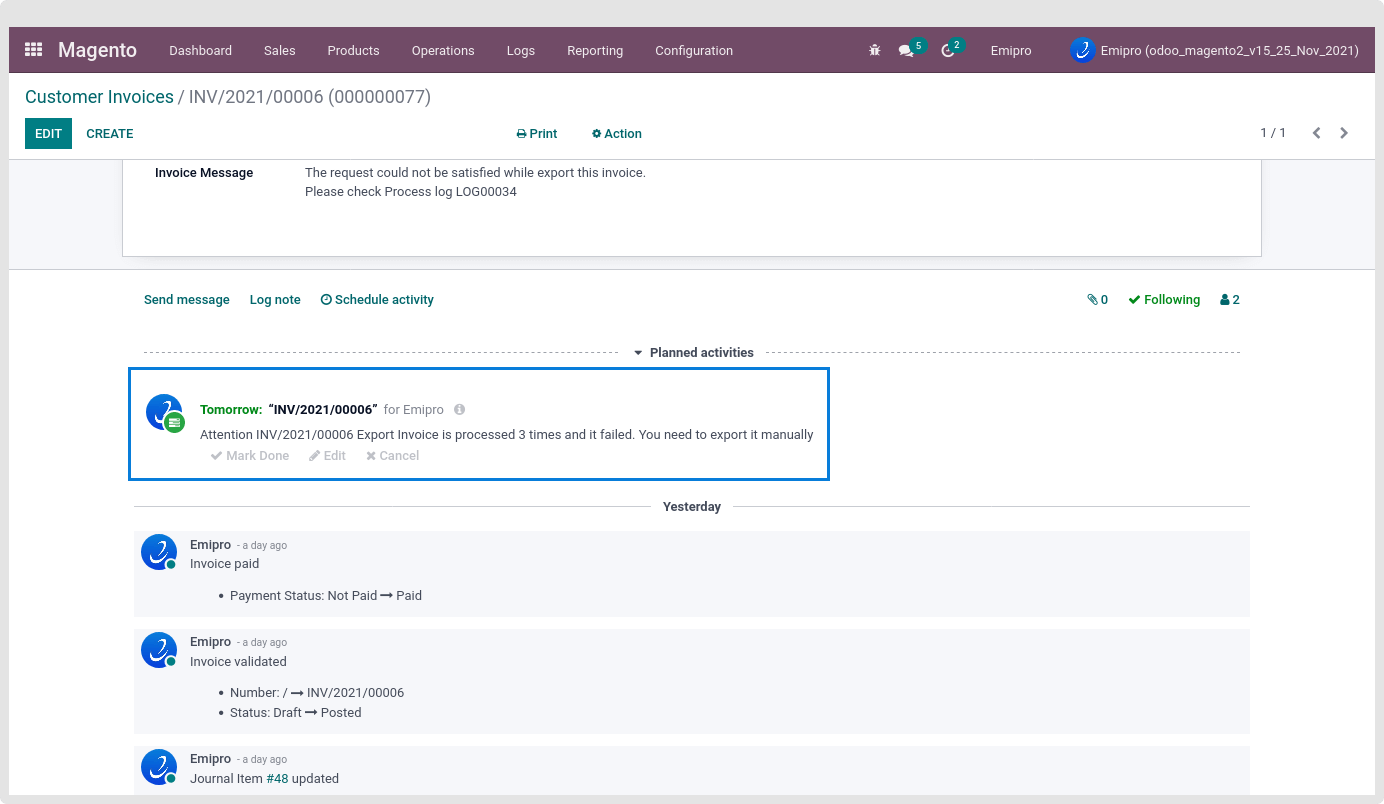 Magento Dashboard Sales Products Operations Logs Reporting Configuration 5 2 Emipro Emipro (odoo_magento2_v15_25_Nov_2021)
Customer Invoices / INV/2021/00006 (000000077)
EDIT CREATE Print Action 1 / 1
Invoice Message The request could not be satisfied while export this invoice.
Please check Process log LOG00034
Send message Log note Schedule activity 0 Following 2
Planned activities
Tomorrow: “INV/2021/00006” for Emipro
Attention INV/2021/00006 Export Invoice is processed 3 times and it failed. You need to export it manually
Mark Done Edit Cancel
Yesterday
Emipro - a day ago
Invoice paid
• Payment Status: Not Paid → Paid
Emipro - a day ago
Invoice validated
• Number: / → INV/2021/00006
• Status: Draft → Posted
Emipro - a day ago
Journal Item #48 updated